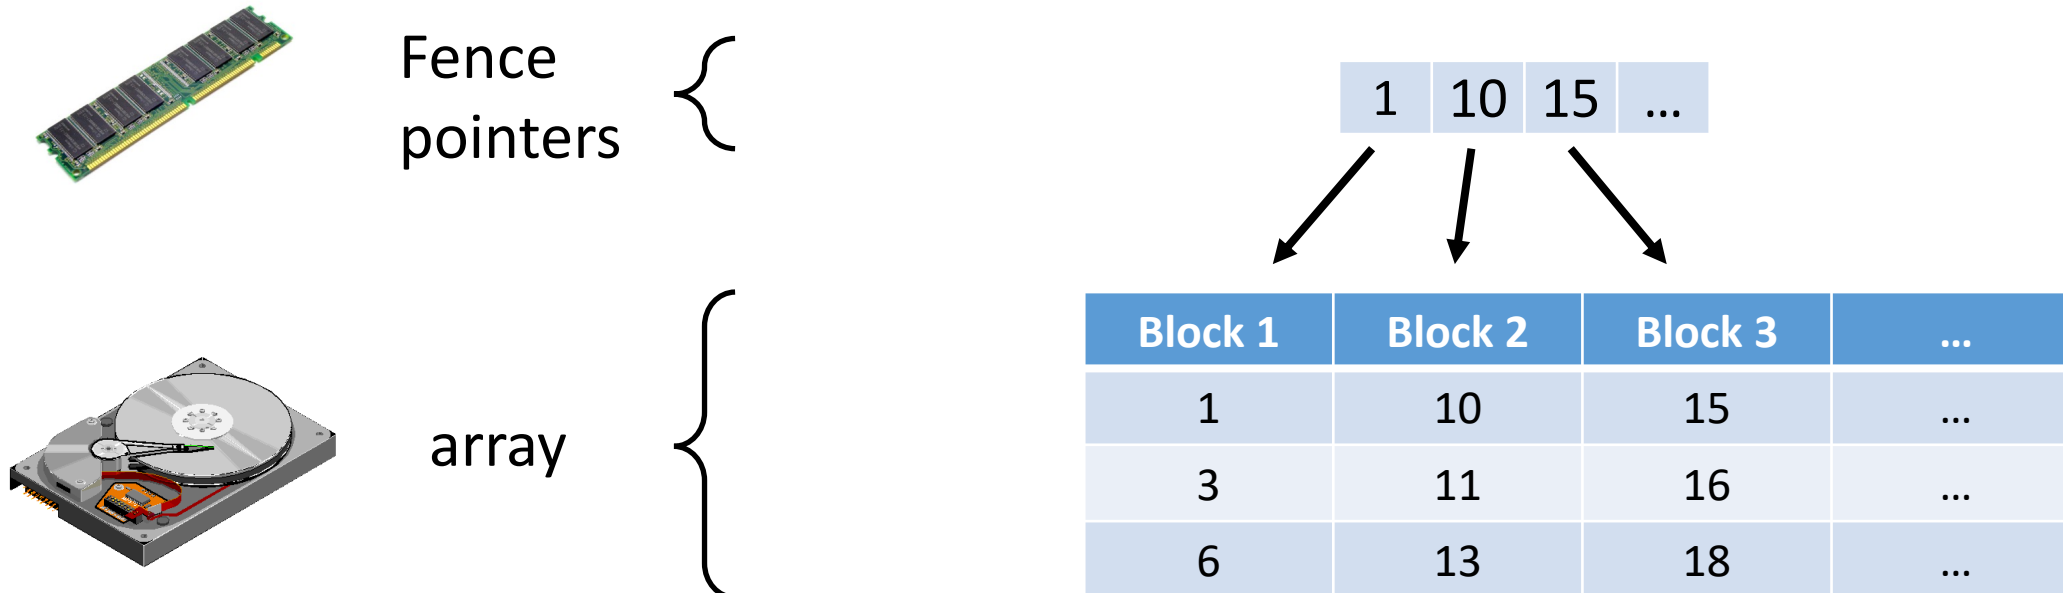 Fence
pointers
1 10 15 ...
array
Block 1 Block 2 Block 3 ...
1 10 15 ...
3 11 16 ...
6 13 18 ...